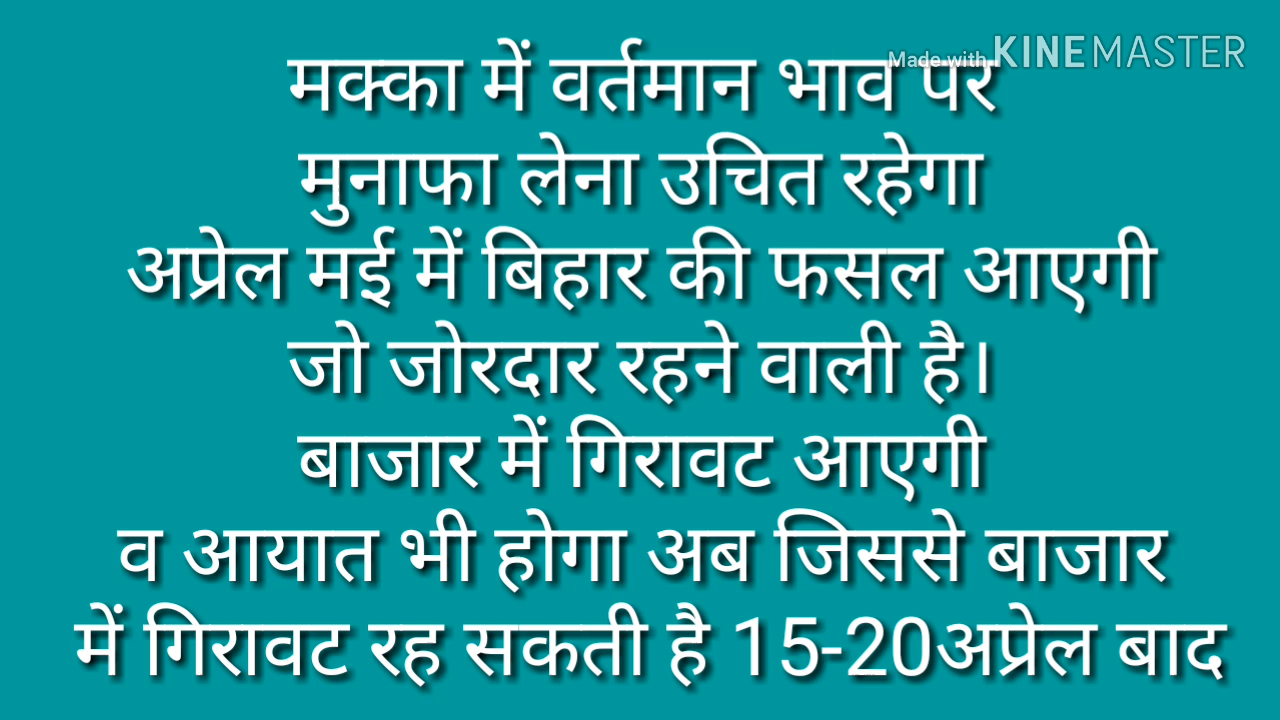 Made with KINEMASTER
मक्का में वर्तमान भाव पर
मुनाफा लेना उचित रहेगा
अप्रेल मई में बिहार की फसल आएगी
जो जोरदार रहने वाली है।
बाजार में गिरावट आएगी
व आयात भी होगा अब जिससे बाजार
में गिरावट रह सकती है 15-20अप्रेल बाद